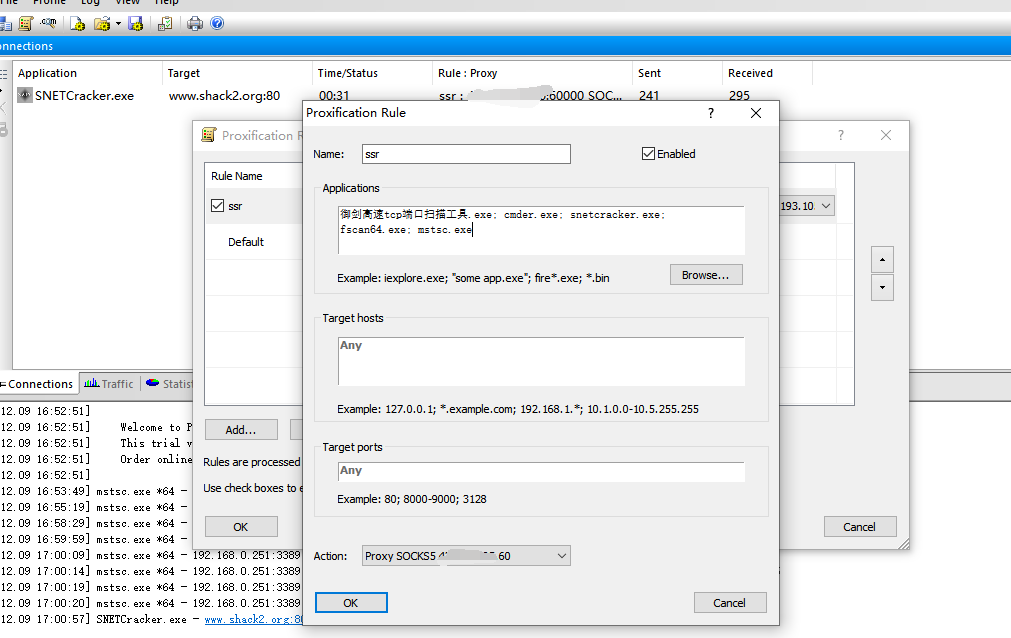 File Profile Log View Help
Connections
Application Target Time/Status Rule : Proxy Sent Received
SNETCracker.exe www.shack2.org:80 00:31 ssr : :60000 SOC... 241 295
Proxification R
?
Proxification Rule ?
Name: ssr Enabled
Rule Name
ssr
193.10.
Default
Applications
御剑高速tcp端口扫描工具.exe; cmder.exe; snetcracker.exe;
fscan64.exe; mstsc.exe
Example: iexplore.exe; "some app.exe"; fire*.exe; *.bin
Browse...
Target hosts
Any
Example: 127.0.0.1; *.example.com; 192.168.1.*; 10.1.0.0-10.5.255.255
Target ports
Any
Example: 80; 8000-9000; 3128
Action: Proxy SOCKS5 60
OK Cancel
Add...
Rules are processed
Use check boxes to e
OK Cancel
Connections Traffic Statist
12.09 16:52:51]
12.09 16:52:51] Welcome to P
12.09 16:52:51] This trial v
12.09 16:52:51] Order online
12.09 16:52:51]
12.09 16:53:49] mstsc.exe *64 -
12.09 16:55:19] mstsc.exe *64 -
12.09 16:58:29] mstsc.exe *64 -
12.09 16:59:59] mstsc.exe *64 -
12.09 17:00:09] mstsc.exe *64 - 192.168.0.251:3389
12.09 17:00:14] mstsc.exe *64 - 192.168.0.251:3389
12.09 17:00:19] mstsc.exe *64 - 192.168.0.251:3389
12.09 17:00:20] mstsc.exe *64 - 192.168.0.251:3389
12.09 17:00:57] SNETCracker.exe - www.shack2.org:80